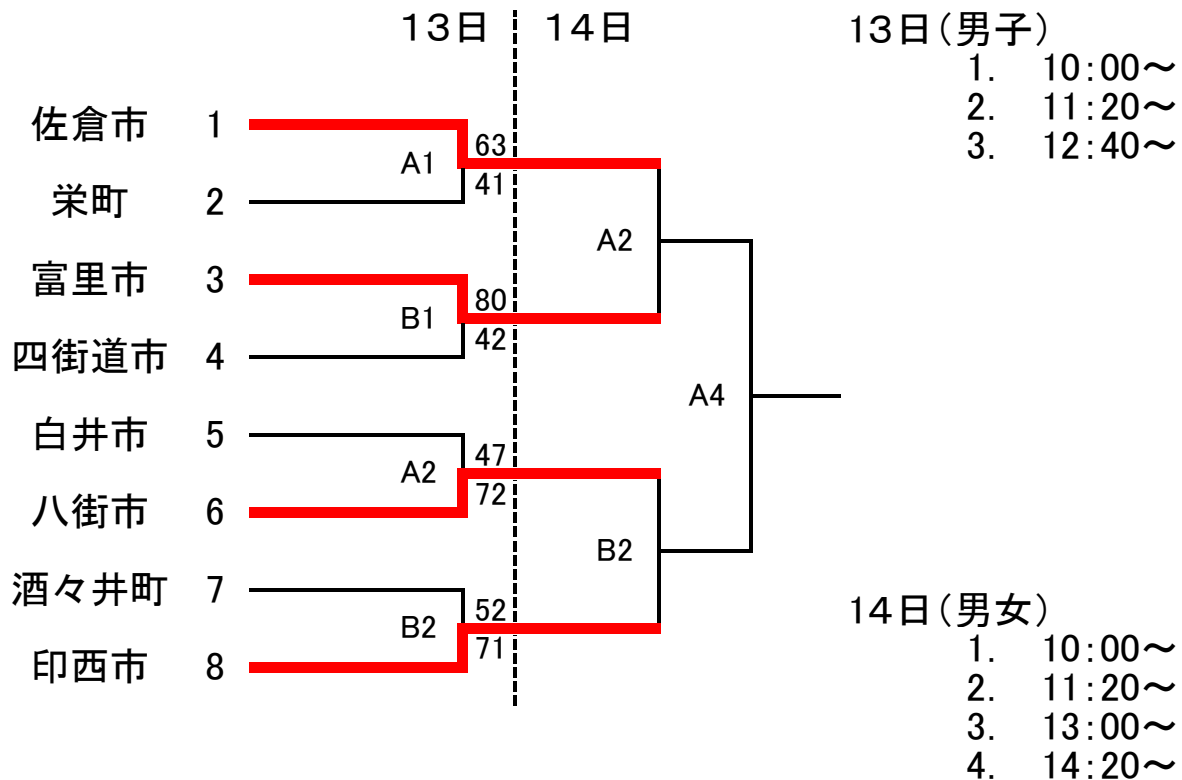 13日 14日
13日(男子)
1. 10:00～
2. 11:20～
3. 12:40～
佐倉市 1
A1
63
41
栄町 2
A2
富里市 3
B1
80
42
四街道市 4
A4
白井市 5
A2
47
72
八街市 6
B2
酒々井町 7
B2
52
71
印西市 8
14日(男女)
1. 10:00～
2. 11:20～
3. 13:00～
4. 14:20～